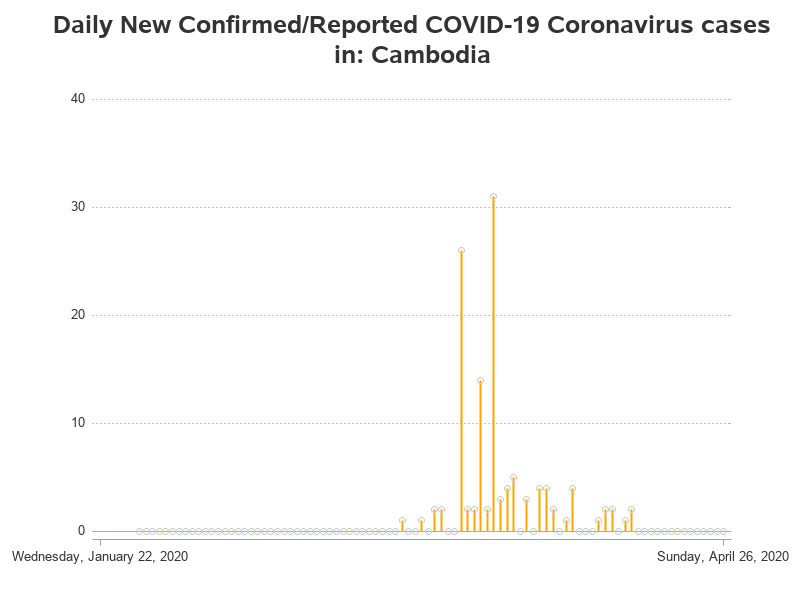 Daily New Confirmed/Reported COVID-19 Coronavirus cases
in: Cambodia
40
30
20
10
0
Wednesday, January 22, 2020
Sunday, April 26, 2020